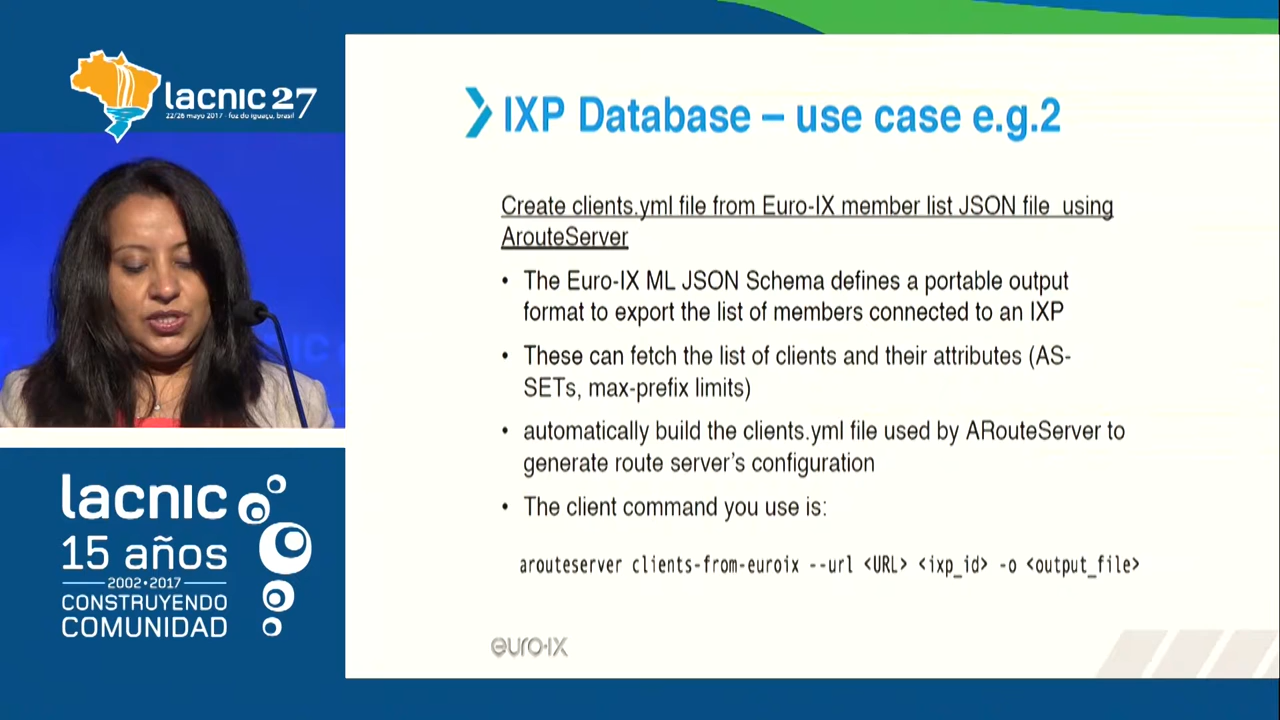 lacnic 27
22/26 mayo 2017 - foz do iguaçu, brasil
IXP Database – use case e.g.2
Create clients.yml file from Euro-IX member list JSON file using
ArouteServer
• The Euro-IX ML JSON Schema defines a portable output
format to export the list of members connected to an IXP
• These can fetch the list of clients and their attributes (AS-
SETs, max-prefix limits)
• automatically build the clients.yml file used by ARouteServer to
generate route server's configuration
• The client command you use is:
arouteserver clients-from-euroix --url <URL> <ixp_id> -o <output_file>
euro-IX
lacnic
15 años
2002•2017
CONSTRUYENDO
COMUNIDAD